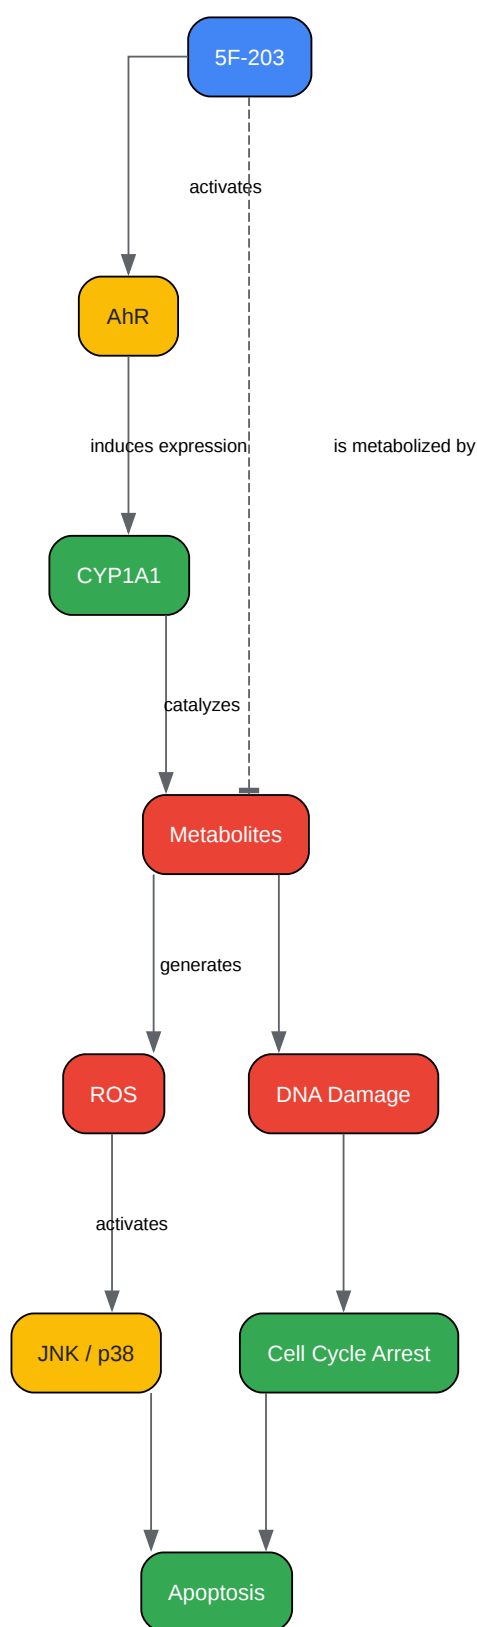 5F-203
activates
AhR
induces expression
is metabolized by
CYP1A1
catalyzes
Metabolites
generates
ROS
DNA Damage
activates
JNK / p38
Cell Cycle Arrest
Apoptosis